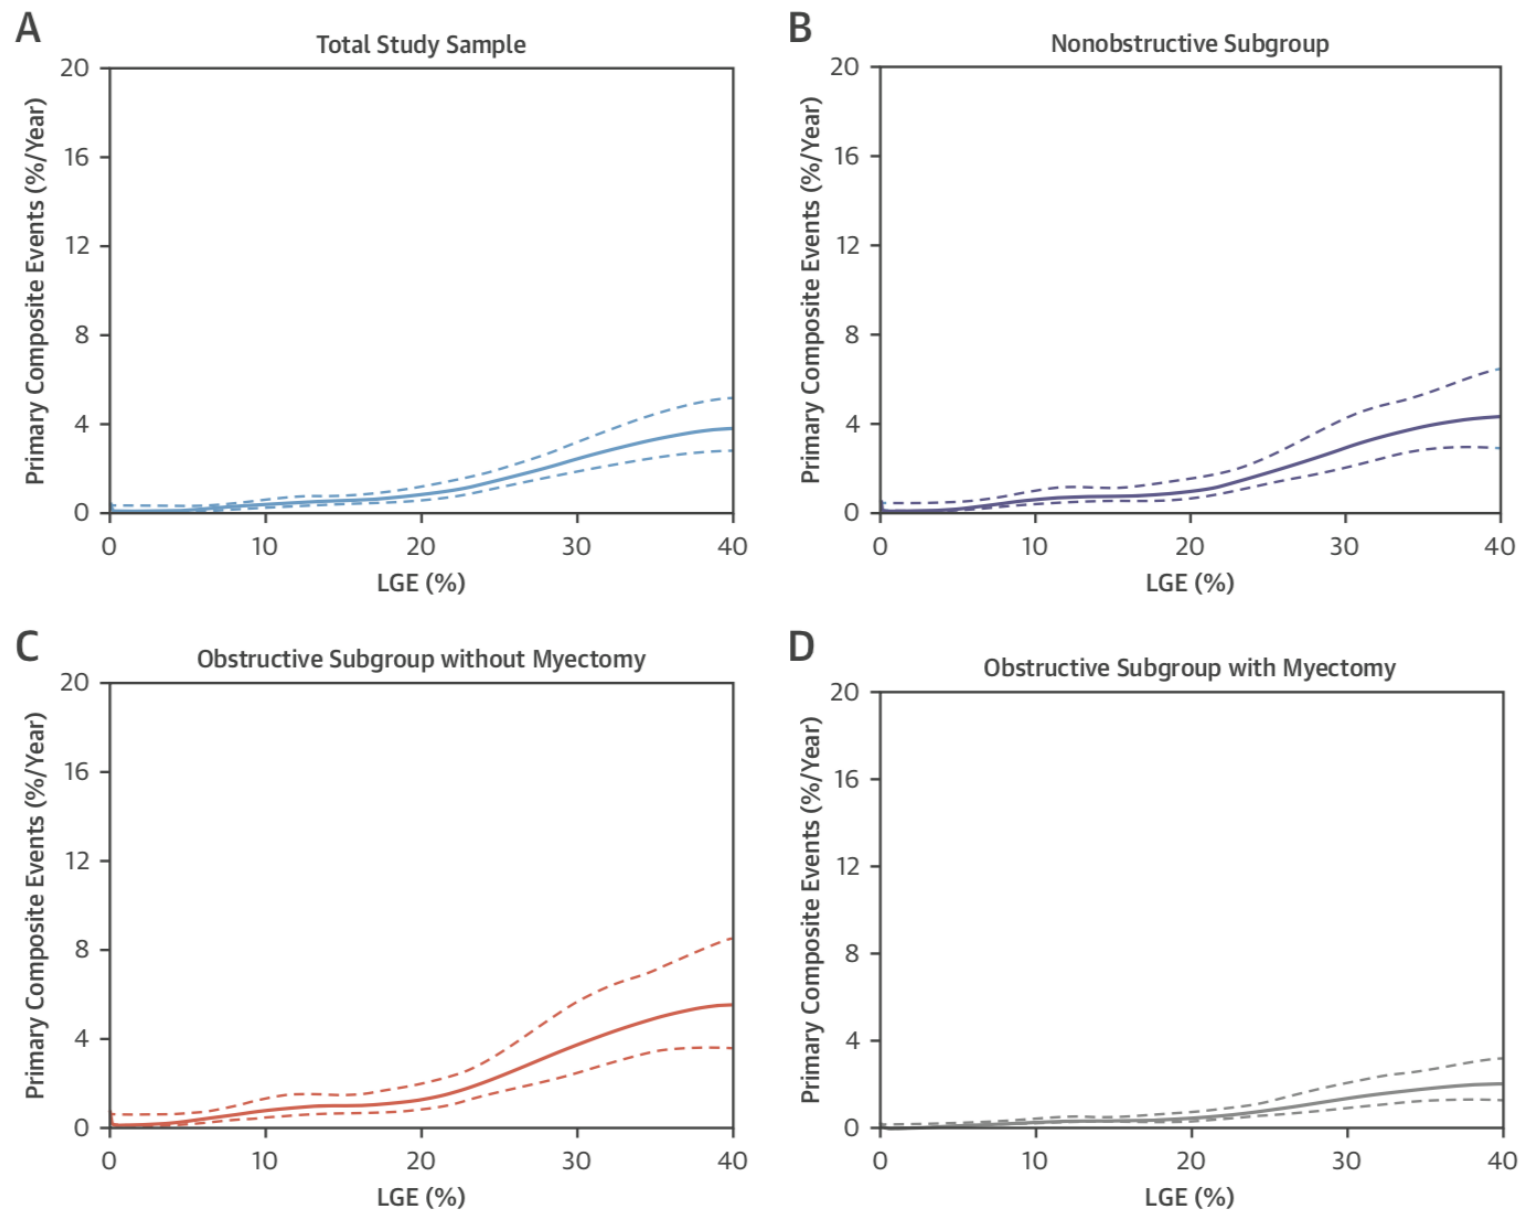 A
Total Study Sample
Primary Composite Events (%/Year)
20
16
12
8
4
0
0 10 20 30 40
LGE (%)
B
Nonobstructive Subgroup
Primary Composite Events (%/Year)
20
16
12
8
4
0
0 10 20 30 40
LGE (%)
C
Obstructive Subgroup without Myectomy
Primary Composite Events (%/Year)
20
16
12
8
4
0
0 10 20 30 40
LGE (%)
D
Obstructive Subgroup with Myectomy
Primary Composite Events (%/Year)
20
16
12
8
4
0
0 10 20 30 40
LGE (%)